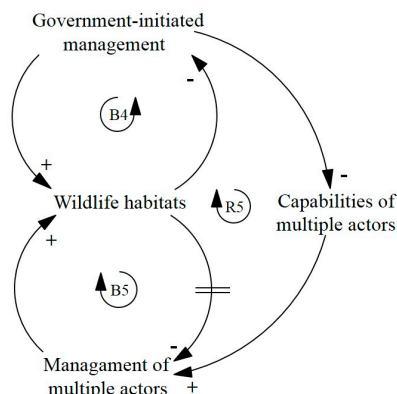 Government-initiated
management
-
B4
+
-
Wildlife habitats
R5
Capabilities of
multiple actors
+
B5
-
Managament of
multiple actors
+